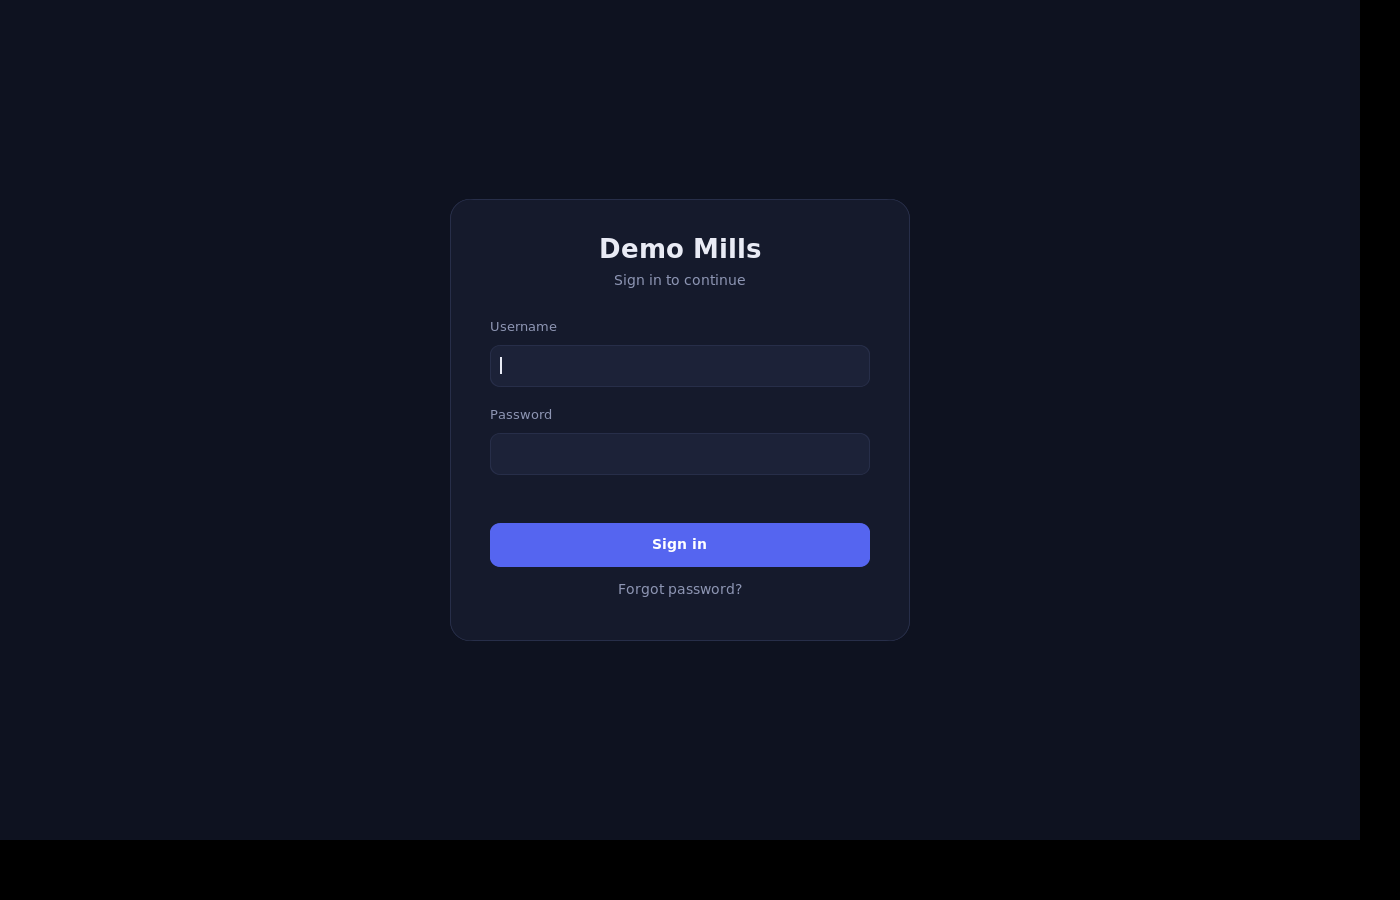 Demo Mills
Sign in to continue
Username
Password
Sign in
Forgot password?